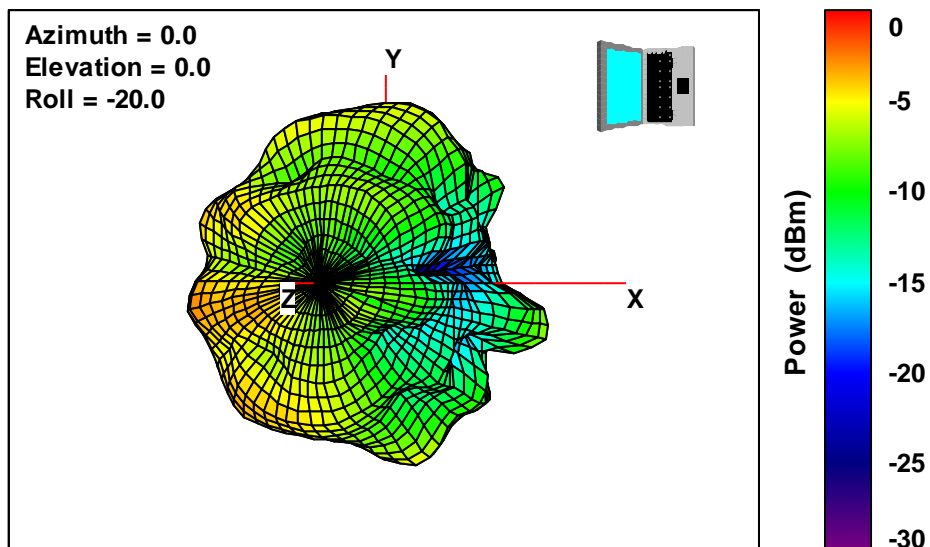 Azimuth = 0.0
Elevation = 0.0
Roll = -20.0
Y
Z
X
Power (dBm)
0
-5
-10
-15
-20
-25
-30